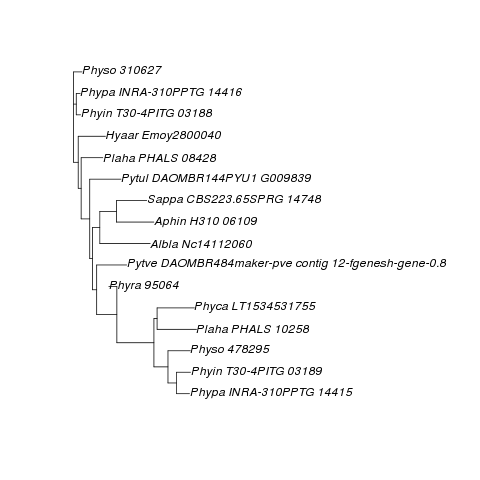 Physo 310627
Phypa INRA-310PPTG 14416
Phyin T30-4PITG 03188
Hyaar Emoy2800040
Plaha PHALS 08428
Pytul DAOMBR144PYU1 G009839
Sappa CBS223.65SPRG 14748
Aphin H310 06109
Albla Nc14112060
Pytve DAOMBR484maker-pve contig 12-fgenesh-gene-0.8
Phyra 95064
Phyca LT1534531755
Plaha PHALS 10258
Physo 478295
Phyin T30-4PITG 03189
Phypa INRA-310PPTG 14415